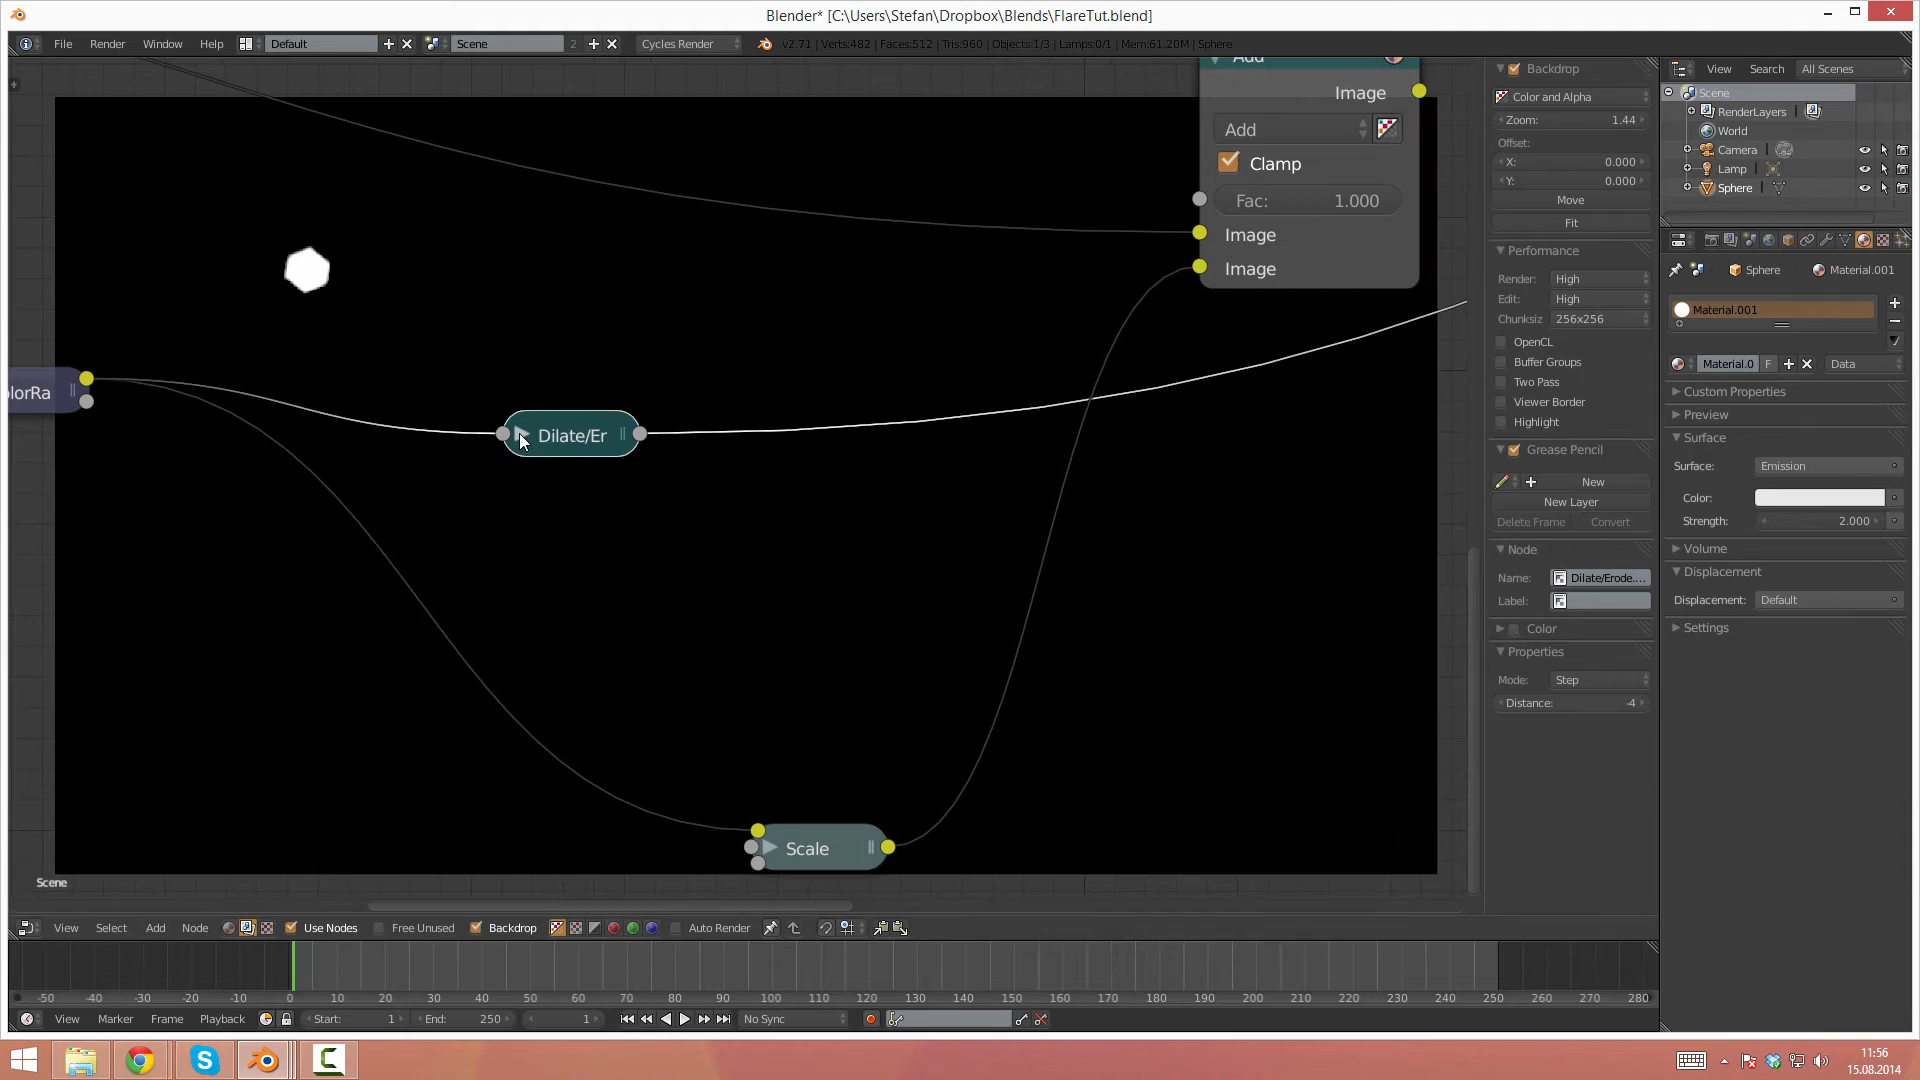 Blender* [C:\Users\Stefan\Dropbox\Blends\FlareTut.blend]
File Render Window Help Default Scene 2 Cycles Render v2.71 | Verts:482 | Faces:512 | Tris:960 | Objects:1/3 | Lamps:0/1 | Mem:61.20M | Sphere
Add
Image
Add
Clamp
Fac: 1.000
Image
Image
olorRa
Dilate/Er
Scale
Scene
Backdrop
Color and Alpha
Zoom: 1.44
Offset:
X: 0.000
Y: 0.000
Move
Fit
Performance
Render: High
Edit: High
Chunksiz 256x256
OpenCL
Buffer Groups
Two Pass
Viewer Border
Highlight
Grease Pencil
New
New Layer
Delete Frame Convert
Node
Name: Dilate/Erode....
Label:
Color
Properties
Mode: Step
Distance: -4
View Search All Scenes
Scene
RenderLayers
World
Camera
Lamp
Sphere
Sphere Material.001
Material.001
Material.0 F Data
Custom Properties
Preview
Surface
Surface: Emission
Color:
Strength: 2.000
Volume
Displacement
Displacement: Default
Settings
View Select Add Node Use Nodes Free Unused Backdrop Auto Render
-50 -40 -30 -20 -10 0 10 20 30 40 50 60 70 80 90 100 110 120 130 140 150 160 170 180 190 200 210 220 230 240 250 260 270 280
View Marker Frame Playback Start: 1 End: 250 1 No Sync
11:56
15.08.2014